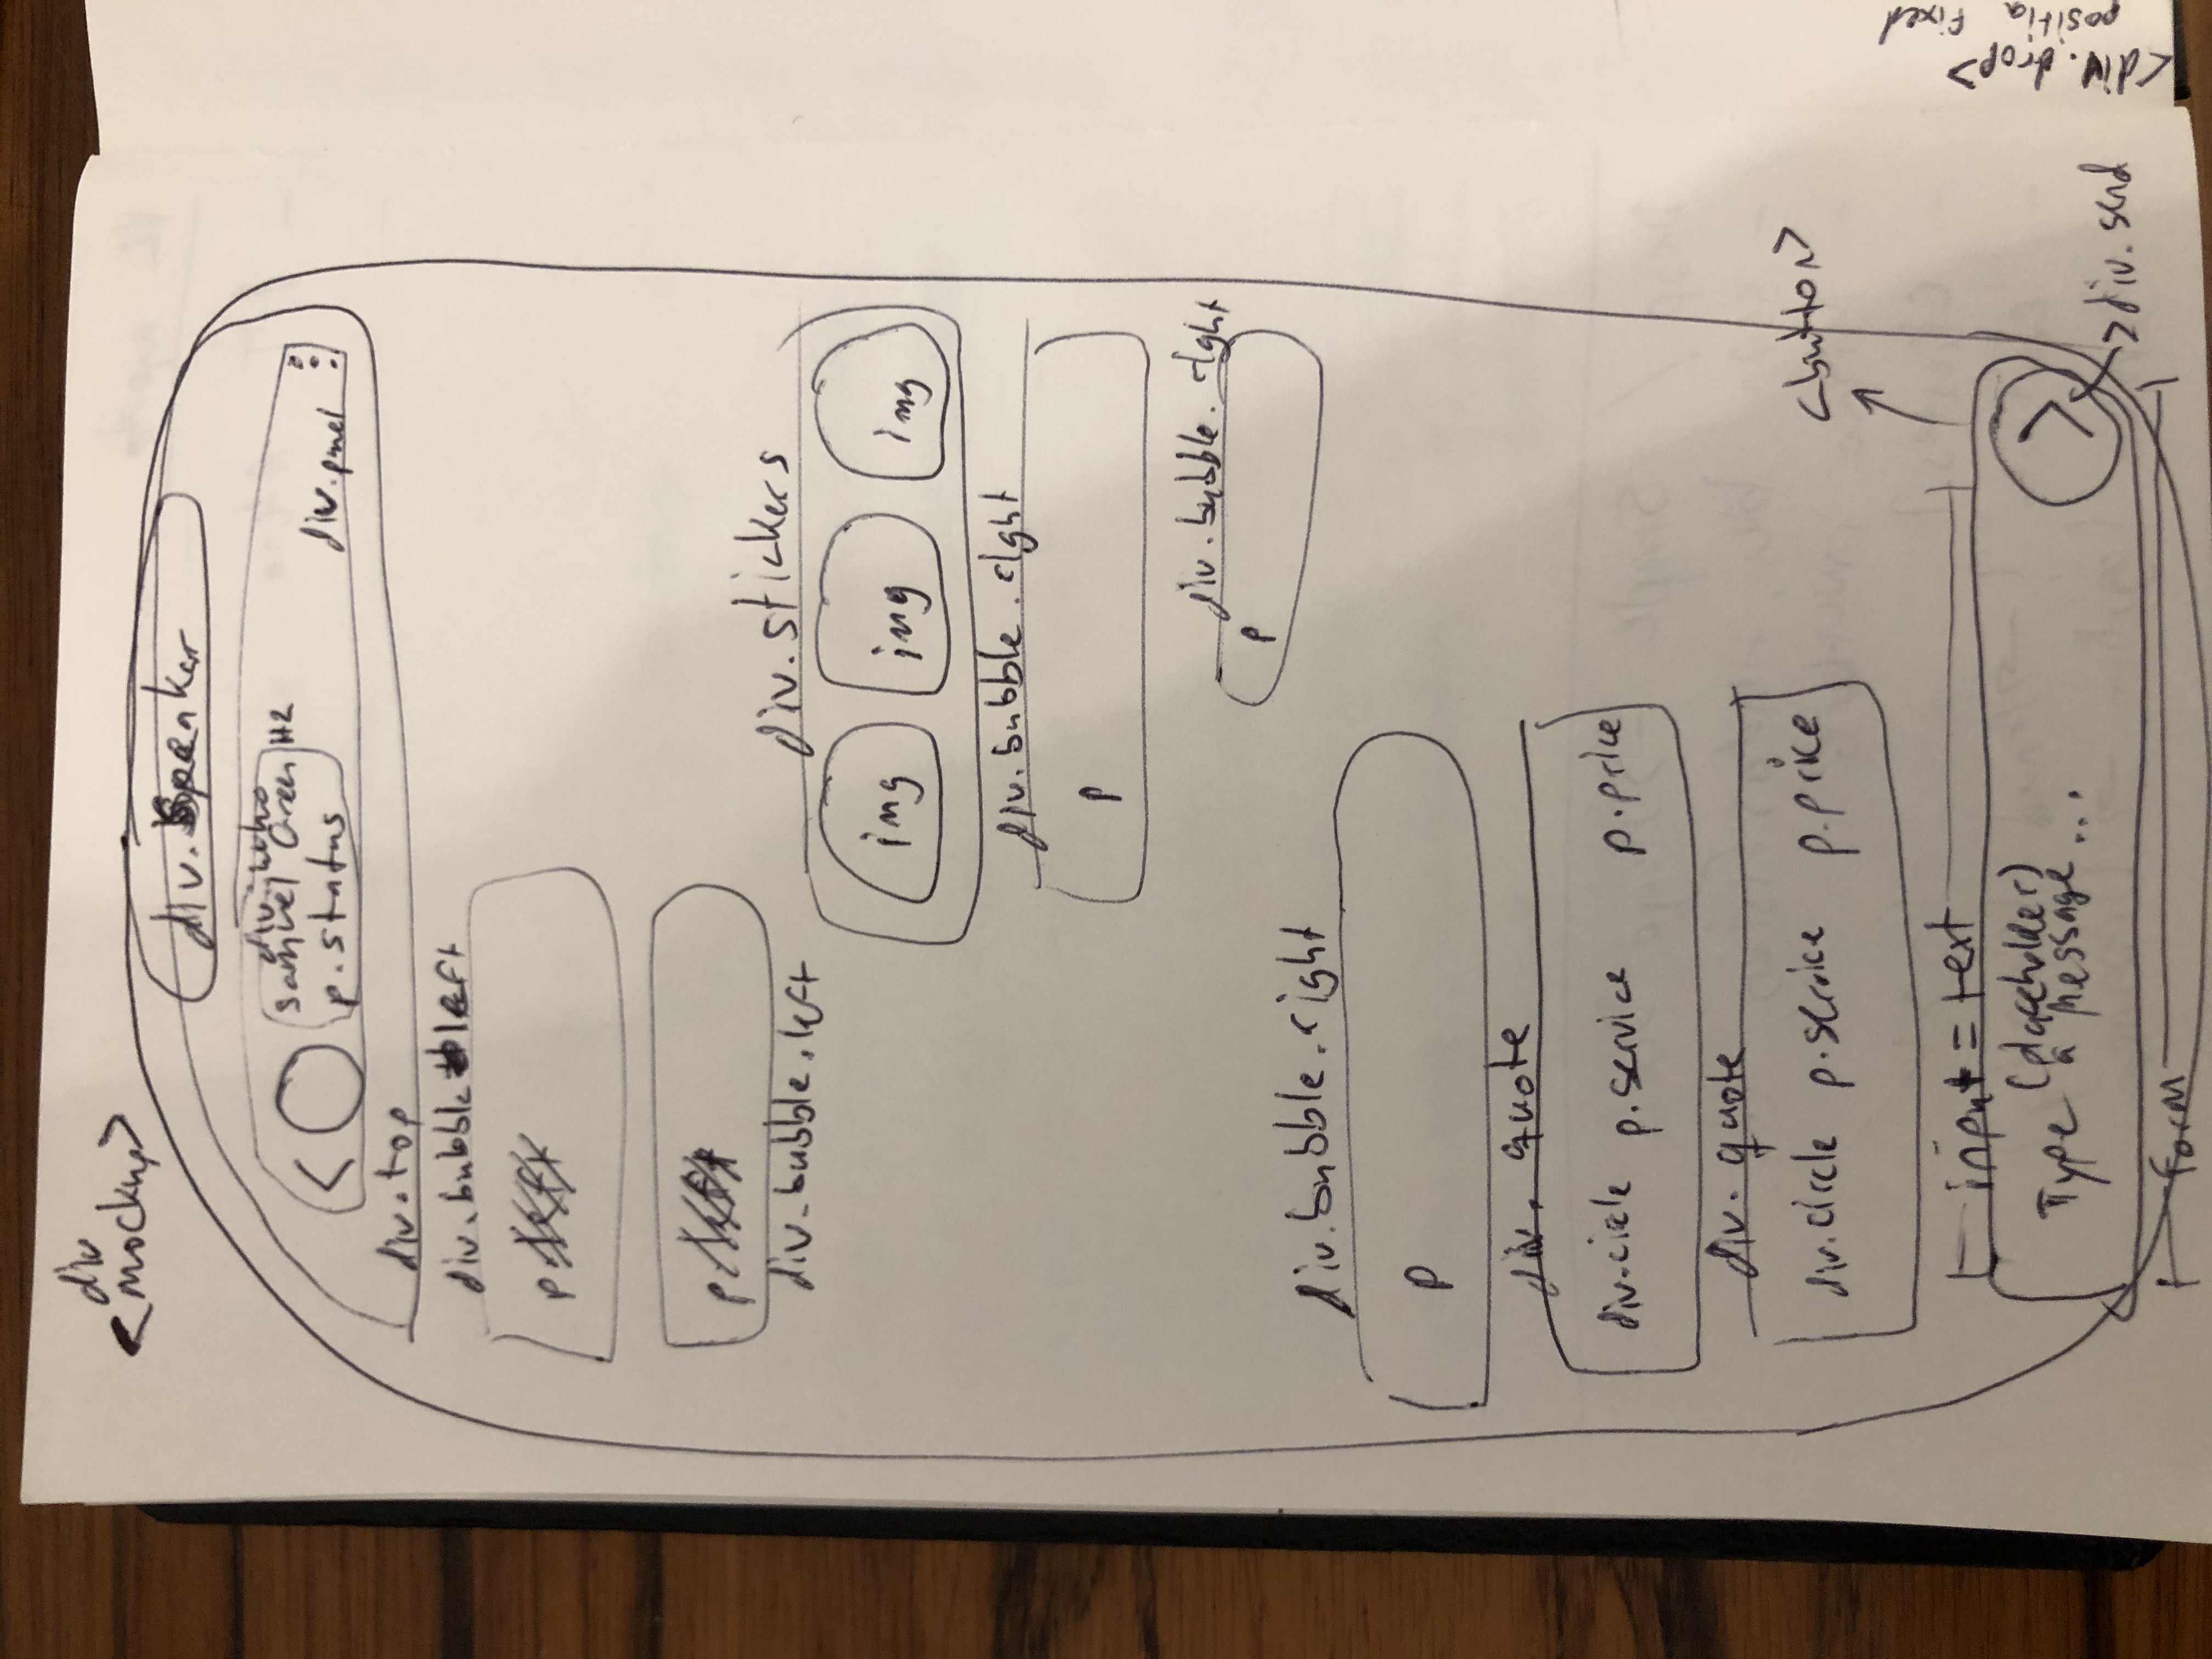 div
<mockup>
div.Speaker
div.who
< Samuel Green H2
p.status
div.panel
div.top
div.bubble left
p
p
div.bubble.left
div.stickers
img img img
div.bubble.right
p
div.bubble.right
p
div.bubble.right
p
div. quote
div.circle p.service p.price
div. quote
div.circle p.service p.price
<button>
input = text
(placeholder)
Type a message...
>
div.send
form
<div.drop>
fixed